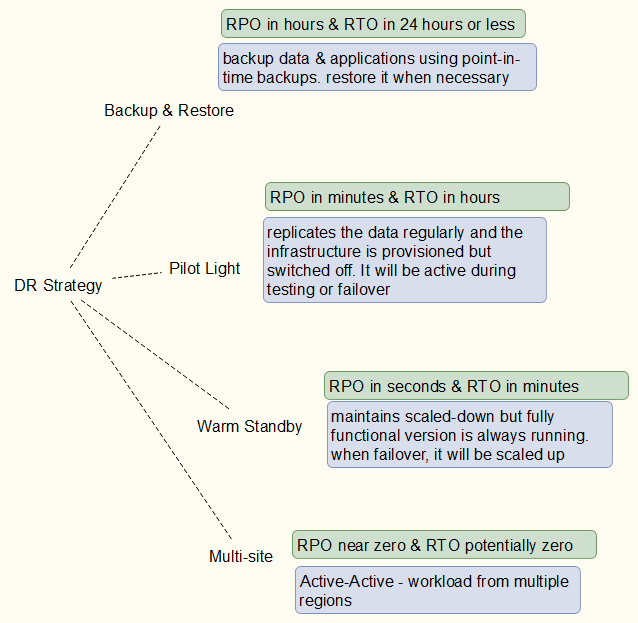 RPO in hours & RTO in 24 hours or less
backup data & applications using point-in-
time backups. restore it when necessary
Backup & Restore
RPO in minutes & RTO in hours
replicates the data regularly and the
infrastructure is provisioned but
switched off. It will be active during
testing or failover
Pilot Light
DR Strategy
RPO in seconds & RTO in minutes
maintains scaled-down but fully
functional version is always running.
when failover, it will be scaled up
Warm Standby
RPO near zero & RTO potentially zero
Multi-site
Active-Active - workload from multiple
regions